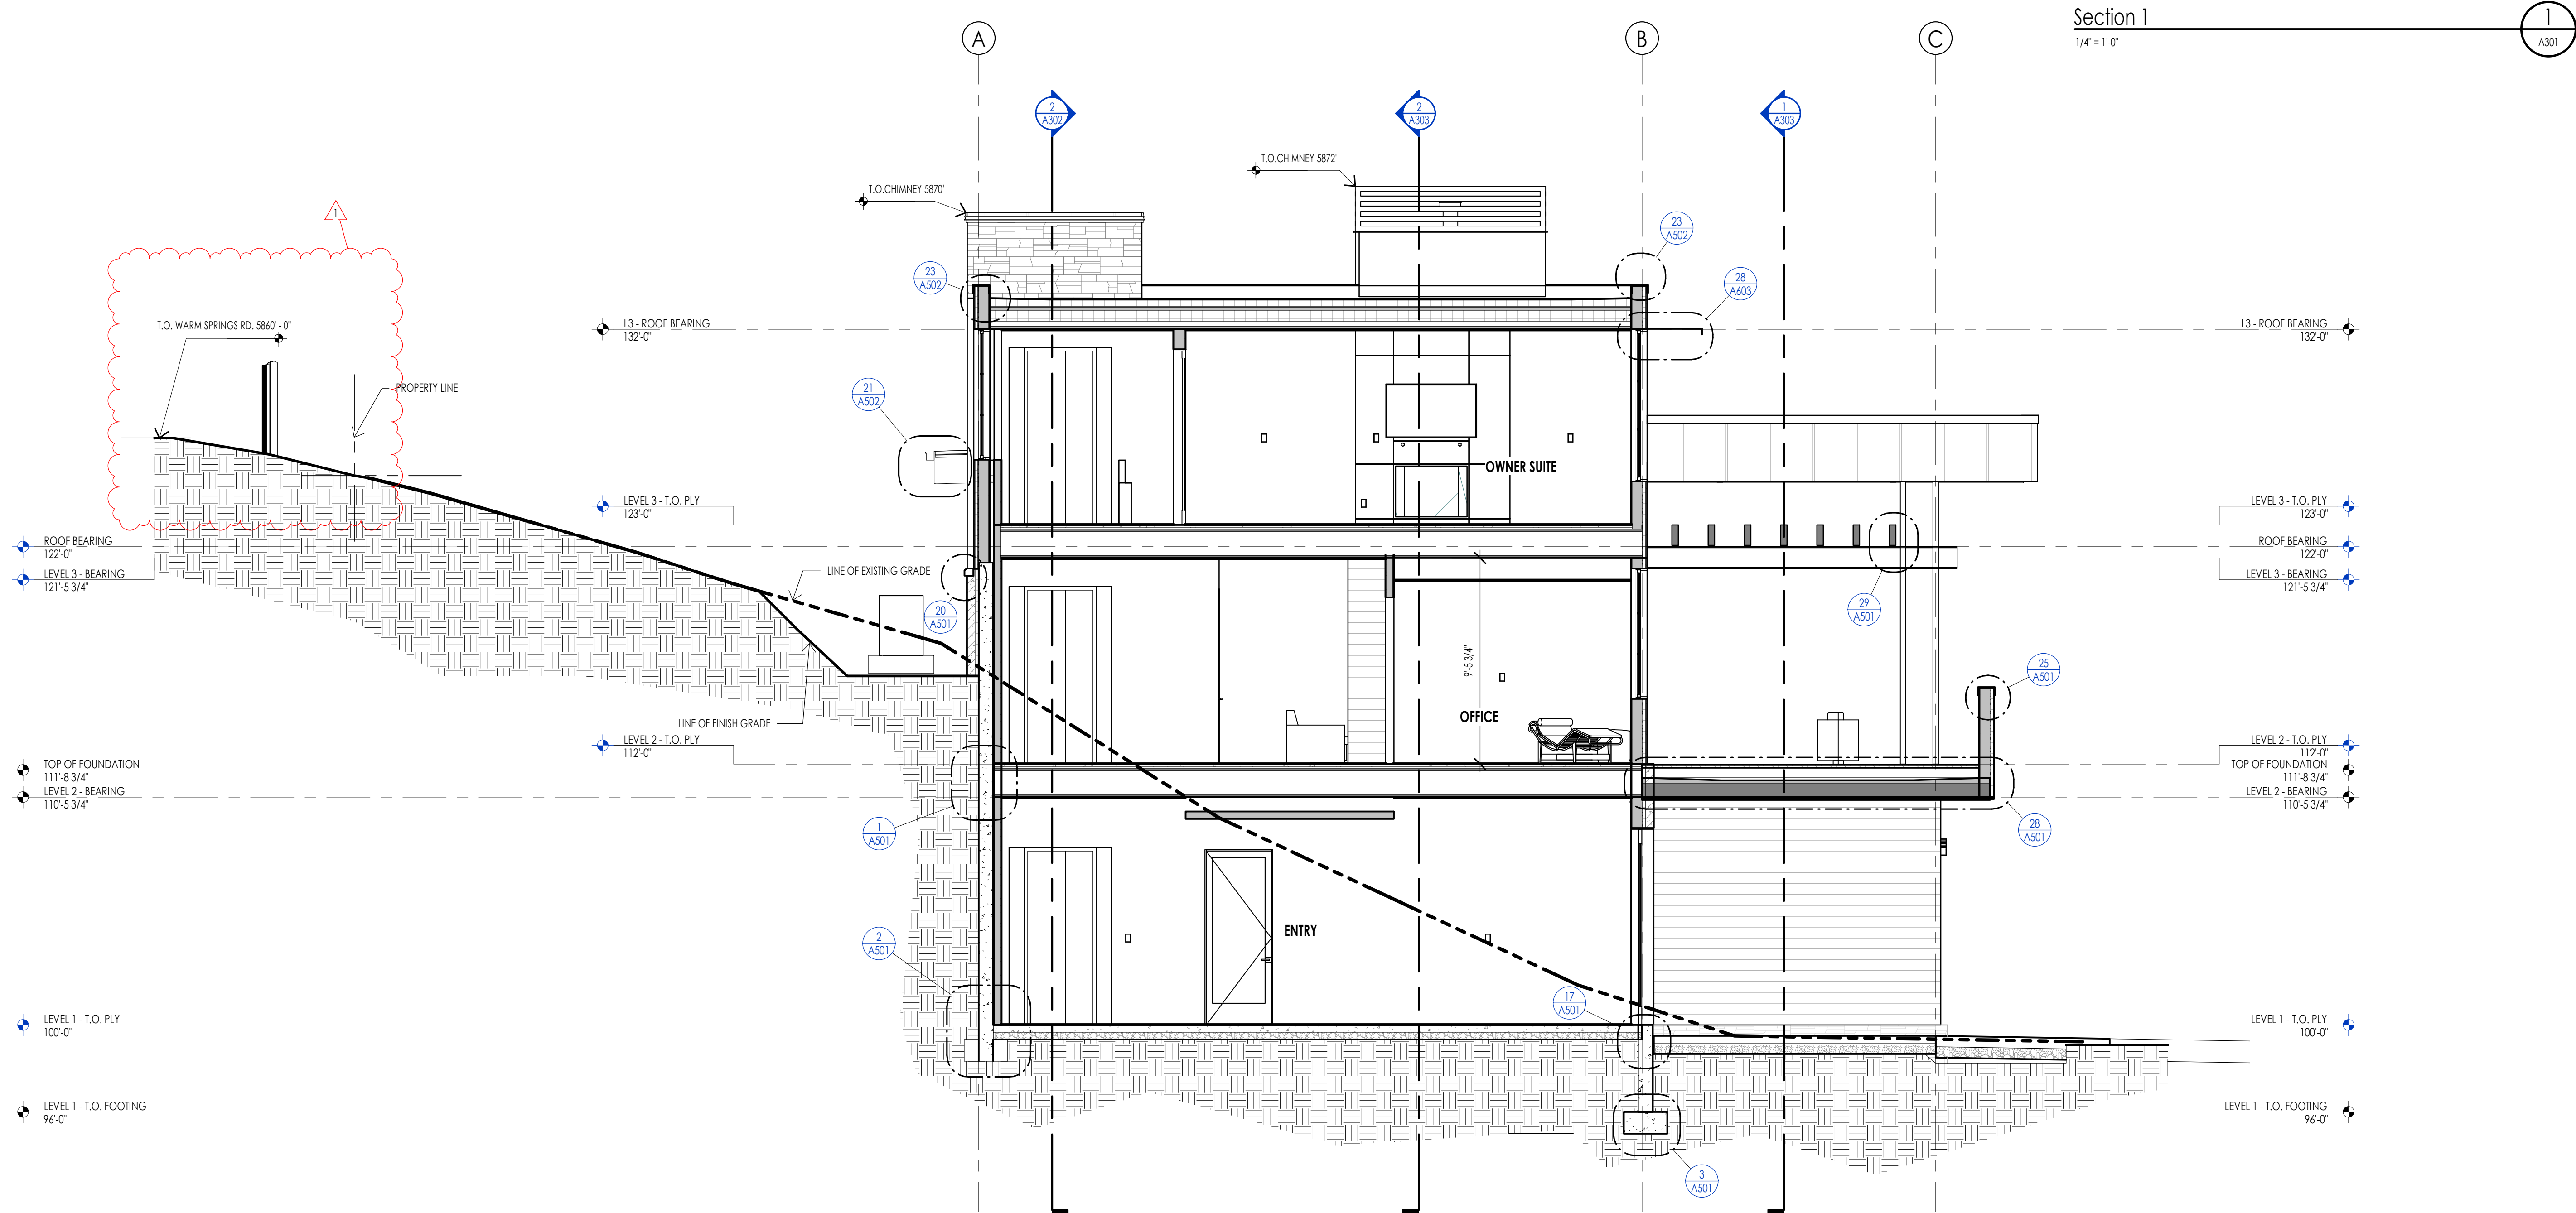 Section 1
1/4" = 1'-0"
1
A301
A
B
C
2
A302
2
A303
1
A303
T.O.CHIMNEY 5872'
T.O.CHIMNEY 5870'
1
23
A502
23
A502
28
A603
T.O. WARM SPRINGS RD. 5860' - 0"
L3 - ROOF BEARING
132'-0"
L3 - ROOF BEARING
132'-0"
PROPERTY LINE
21
A502
OWNER SUITE
LEVEL 3 - T.O. PLY
123'-0"
LEVEL 3 - T.O. PLY
123'-0"
ROOF BEARING
122'-0"
ROOF BEARING
122'-0"
LEVEL 3 - BEARING
121'-5 3/4"
LEVEL 3 - BEARING
121'-5 3/4"
LINE OF EXISTING GRADE
20
A501
29
A501
9'-5 3/4"
25
A501
LINE OF FINISH GRADE
OFFICE
LEVEL 2 - T.O. PLY
112'-0"
LEVEL 2 - T.O. PLY
112'-0"
TOP OF FOUNDATION
111'-8 3/4"
TOP OF FOUNDATION
111'-8 3/4"
LEVEL 2 - BEARING
110'-5 3/4"
LEVEL 2 - BEARING
110'-5 3/4"
1
A501
28
A501
ENTRY
2
A501
17
A501
LEVEL 1 - T.O. PLY
100'-0"
LEVEL 1 - T.O. PLY
100'-0"
LEVEL 1 - T.O. FOOTING
96'-0"
LEVEL 1 - T.O. FOOTING
96'-0"
3
A501